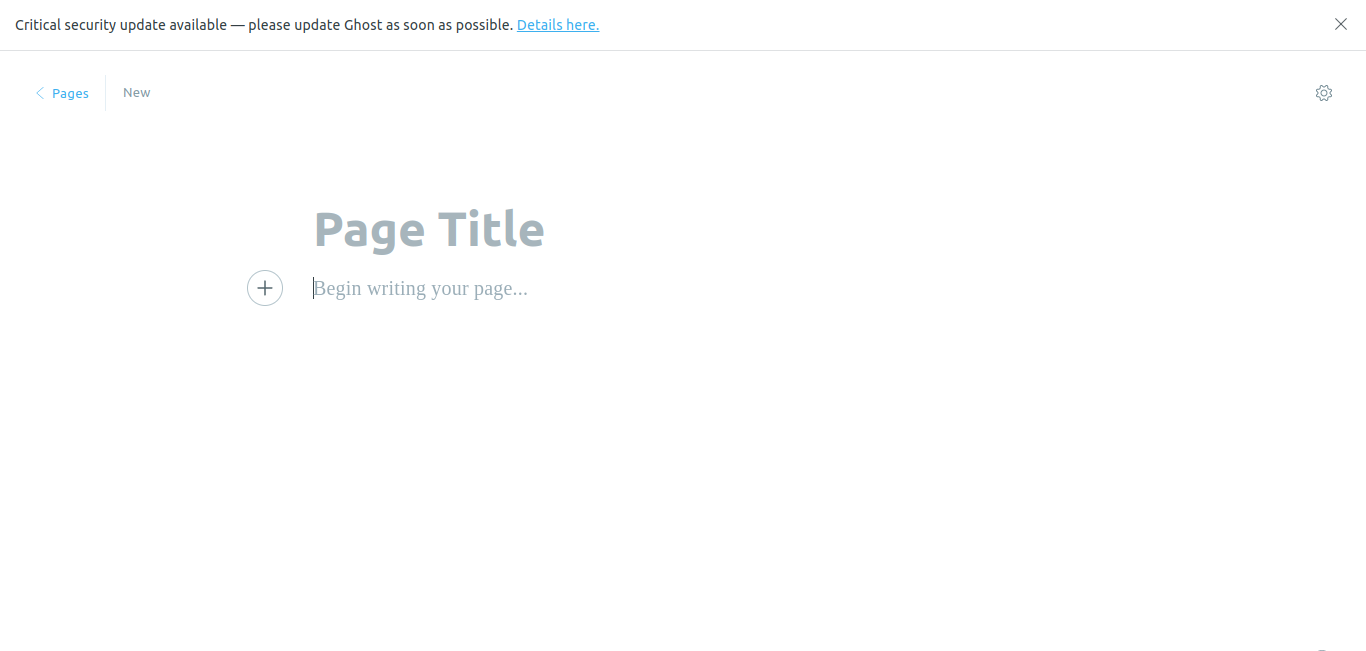 Critical security update available — please update Ghost as soon as possible. Details here.
Pages
New
Page Title
Begin writing your page...